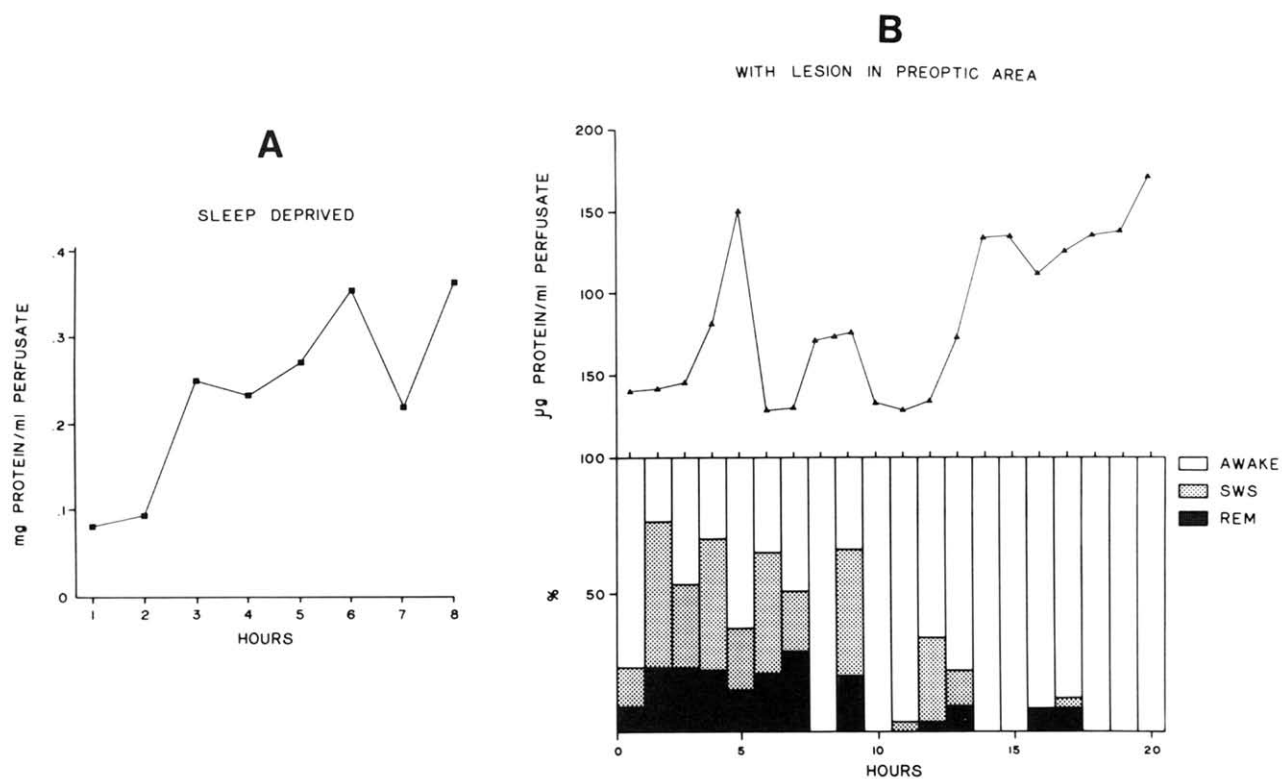 A
SLEEP DEPRIVED
mg PROTEIN/ml PERFUSATE
.4
.3
.2
.1
0
1 2 3 4 5 6 7 8
HOURS
B
WITH LESION IN PREOPTIC AREA
µg PROTEIN/ml PERFUSATE
200
150
100
150
100
%
50
0 5 10 15 20
HOURS
AWAKE
SWS
REM